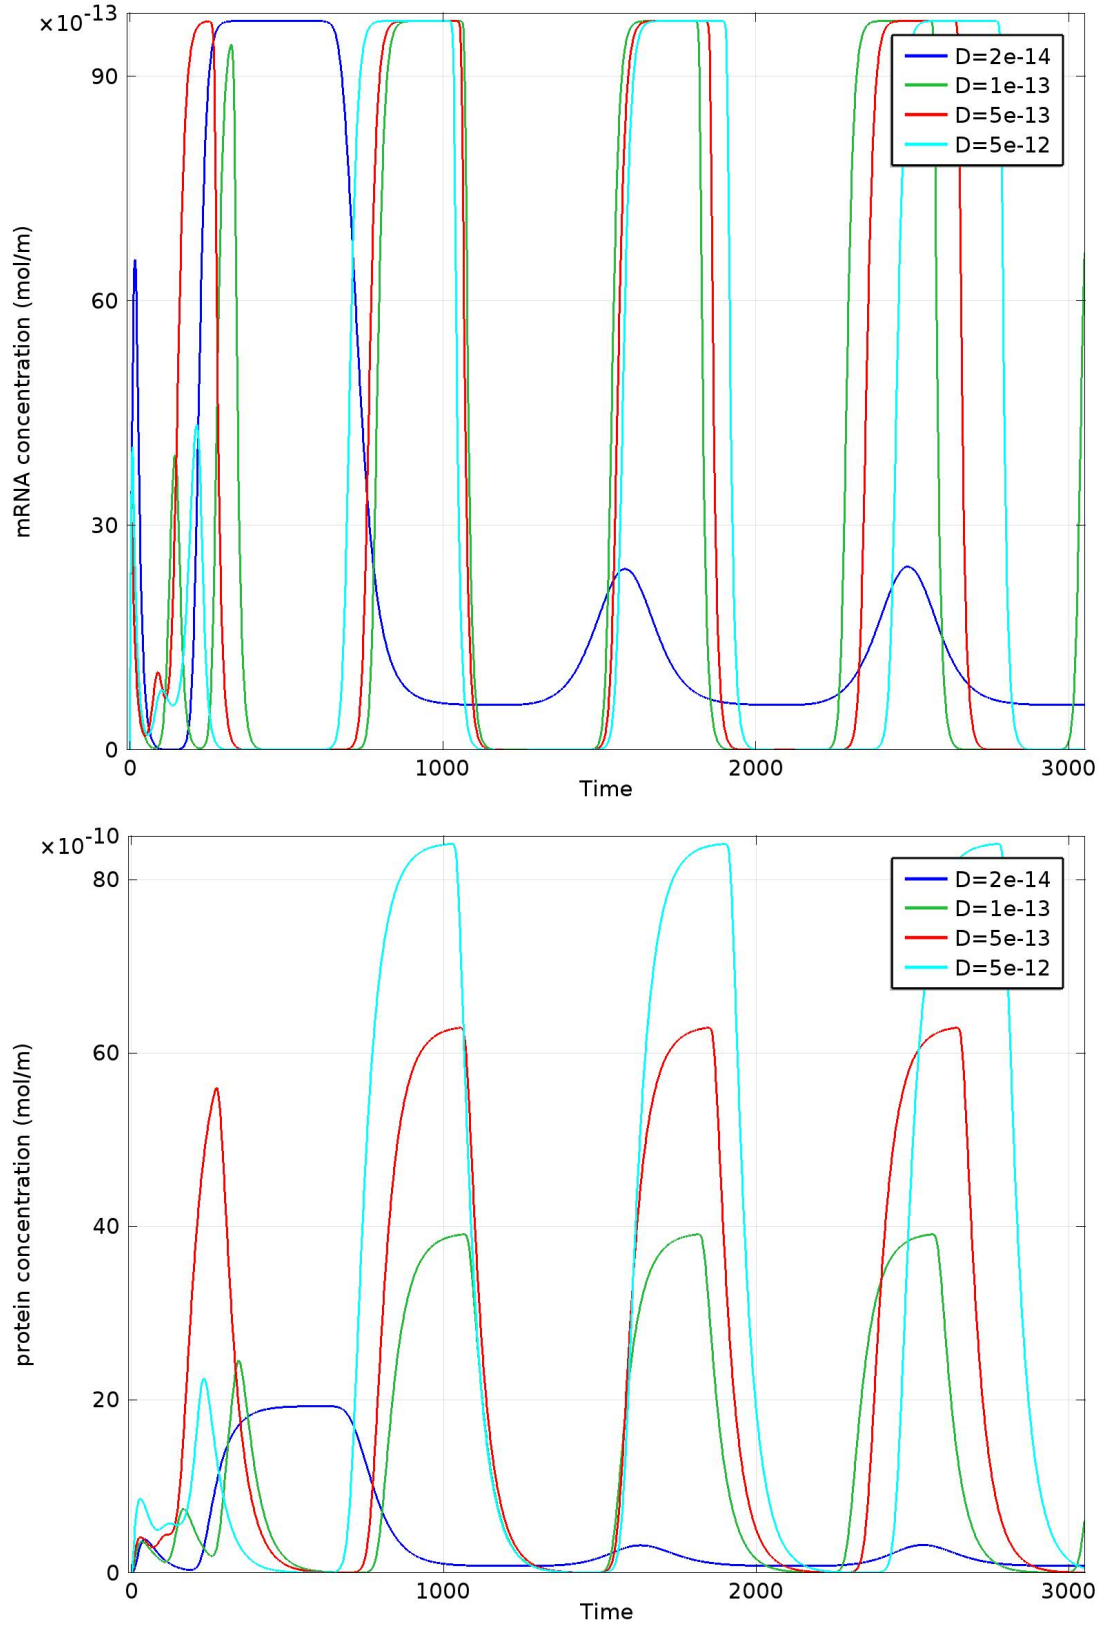 ×10-13
90
60
30
0
mRNA concentration (mol/m)
D=2e-14
D=1e-13
D=5e-13
D=5e-12
0 1000 2000 3000
Time
×10-10
80
60
40
20
0
protein concentration (mol/m)
D=2e-14
D=1e-13
D=5e-13
D=5e-12
0 1000 2000 3000
Time